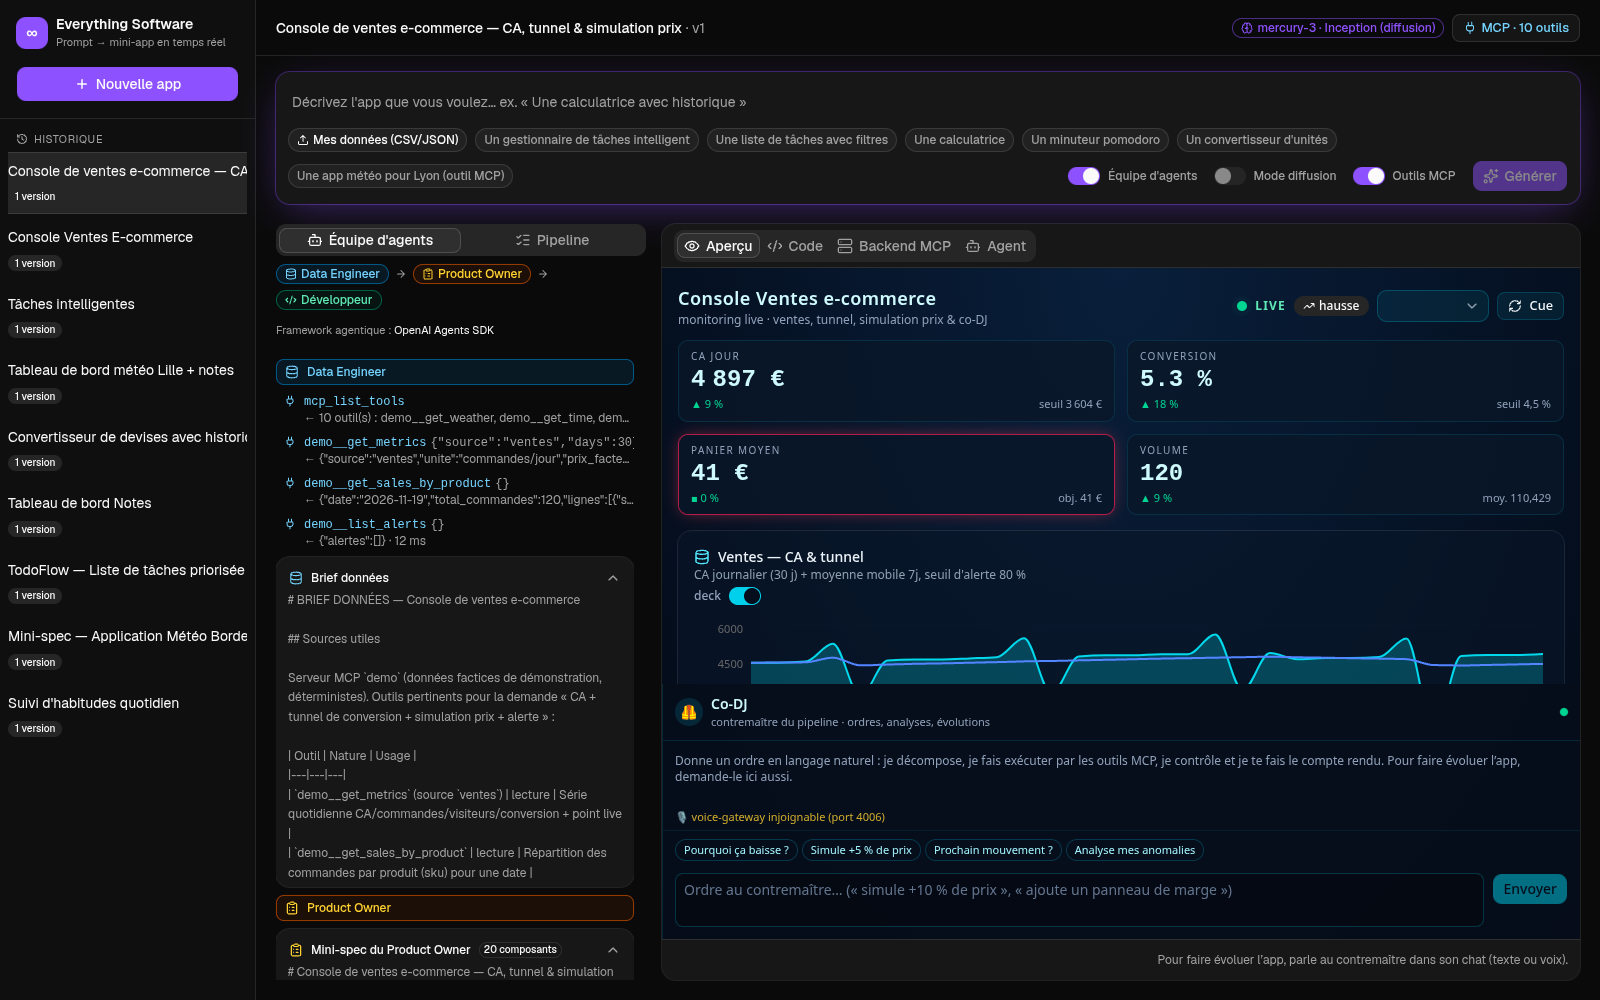 Everything Software
Prompt → mini-app en temps réel
Nouvelle app
HISTORIQUE
Console de ventes e-commerce — CA
1 version
Console Ventes E-commerce
1 version
Tâches intelligentes
1 version
Tableau de bord météo Lille + notes
1 version
Convertisseur de devises avec historic
1 version
Tableau de bord Notes
1 version
TodoFlow — Liste de tâches priorisée
1 version
Mini-spec — Application Météo Borde
1 version
Suivi d'habitudes quotidien
1 version
Console de ventes e-commerce — CA, tunnel & simulation prix · v1
mercury-3 · Inception (diffusion)
MCP · 10 outils
Décrivez l'app que vous voulez… ex. « Une calculatrice avec historique »
Mes données (CSV/JSON)
Un gestionnaire de tâches intelligent
Une liste de tâches avec filtres
Une calculatrice
Un minuteur pomodoro
Un convertisseur d'unités
Une app météo pour Lyon (outil MCP)
Équipe d'agents
Mode diffusion
Outils MCP
Générer
Équipe d'agents
Pipeline
Data Engineer → Product Owner →
Développeur
Framework agentique : OpenAI Agents SDK
Data Engineer
mcp_list_tools
← 10 outil(s) : demo__get_weather, demo__get_time, dem…
demo__get_metrics {"source":"ventes","days":30}
← {"source":"ventes","unite":"commandes/jour","prix_facte…
demo__get_sales_by_product {}
← {"date":"2026-11-19","total_commandes":120,"lignes":[{"s…
demo__list_alerts {}
← {"alertes":[]} · 12 ms
Brief données
# BRIEF DONNÉES — Console de ventes e-commerce
## Sources utiles
Serveur MCP `demo` (données factices de démonstration,
déterministes). Outils pertinents pour la demande « CA +
tunnel de conversion + simulation prix + alerte » :
| Outil | Nature | Usage |
|---|---|---|
| `demo__get_metrics` (source `ventes`) | lecture | Série
quotidienne CA/commandes/visiteurs/conversion + point live
|
| `demo__get_sales_by_product` | lecture | Répartition des
commandes par produit (sku) pour une date |
Product Owner
Mini-spec du Product Owner
20 composants
# Console de ventes e-commerce — CA, tunnel & simulation
Aperçu
Code
Backend MCP
Agent
Console Ventes e-commerce
monitoring live · ventes, tunnel, simulation prix & co-DJ
LIVE
hausse
Cue
CA JOUR
4 897 €
▲ 9 %
seuil 3 604 €
CONVERSION
5.3 %
▲ 18 %
seuil 4,5 %
PANIER MOYEN
41 €
■ 0 %
obj. 41 €
VOLUME
120
▲ 9 %
moy. 110,429
Ventes — CA & tunnel
CA journalier (30 j) + moyenne mobile 7j, seuil d'alerte 80 %
deck
6000
4500
Co-DJ
contremaître du pipeline · ordres, analyses, évolutions
Donne un ordre en langage naturel : je décompose, je fais exécuter par les outils MCP, je contrôle et je te fais le compte rendu. Pour faire évoluer l'app,
demande-le ici aussi.
voice-gateway injoignable (port 4006)
Pourquoi ça baisse ?
Simule +5 % de prix
Prochain mouvement ?
Analyse mes anomalies
Ordre au contremaître… (« simule +10 % de prix », « ajoute un panneau de marge »)
Envoyer
Pour faire évoluer l'app, parle au contremaître dans son chat (texte ou voix).